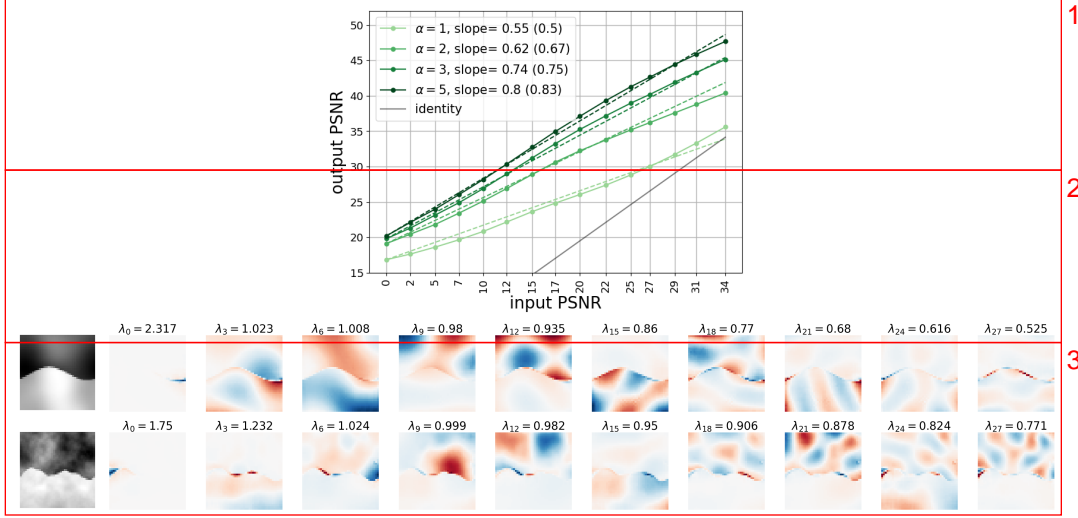 1
50
45
40
35
30
25
20
15
output PSNR
α = 1, slope= 0.55 (0.5)
α = 2, slope= 0.62 (0.67)
α = 3, slope= 0.74 (0.75)
α = 5, slope= 0.8 (0.83)
identity
2
0 2 5 7 10 12 15 17 20 22 25 27 29 31 34
input PSNR
λ0 = 2.317 λ3 = 1.023 λ6 = 1.008 λ9 = 0.98 λ12 = 0.935 λ15 = 0.86 λ18 = 0.77 λ21 = 0.68 λ24 = 0.616 λ27 = 0.525
3
λ0 = 1.75 λ3 = 1.232 λ6 = 1.024 λ9 = 0.999 λ12 = 0.982 λ15 = 0.95 λ18 = 0.906 λ21 = 0.878 λ24 = 0.824 λ27 = 0.771